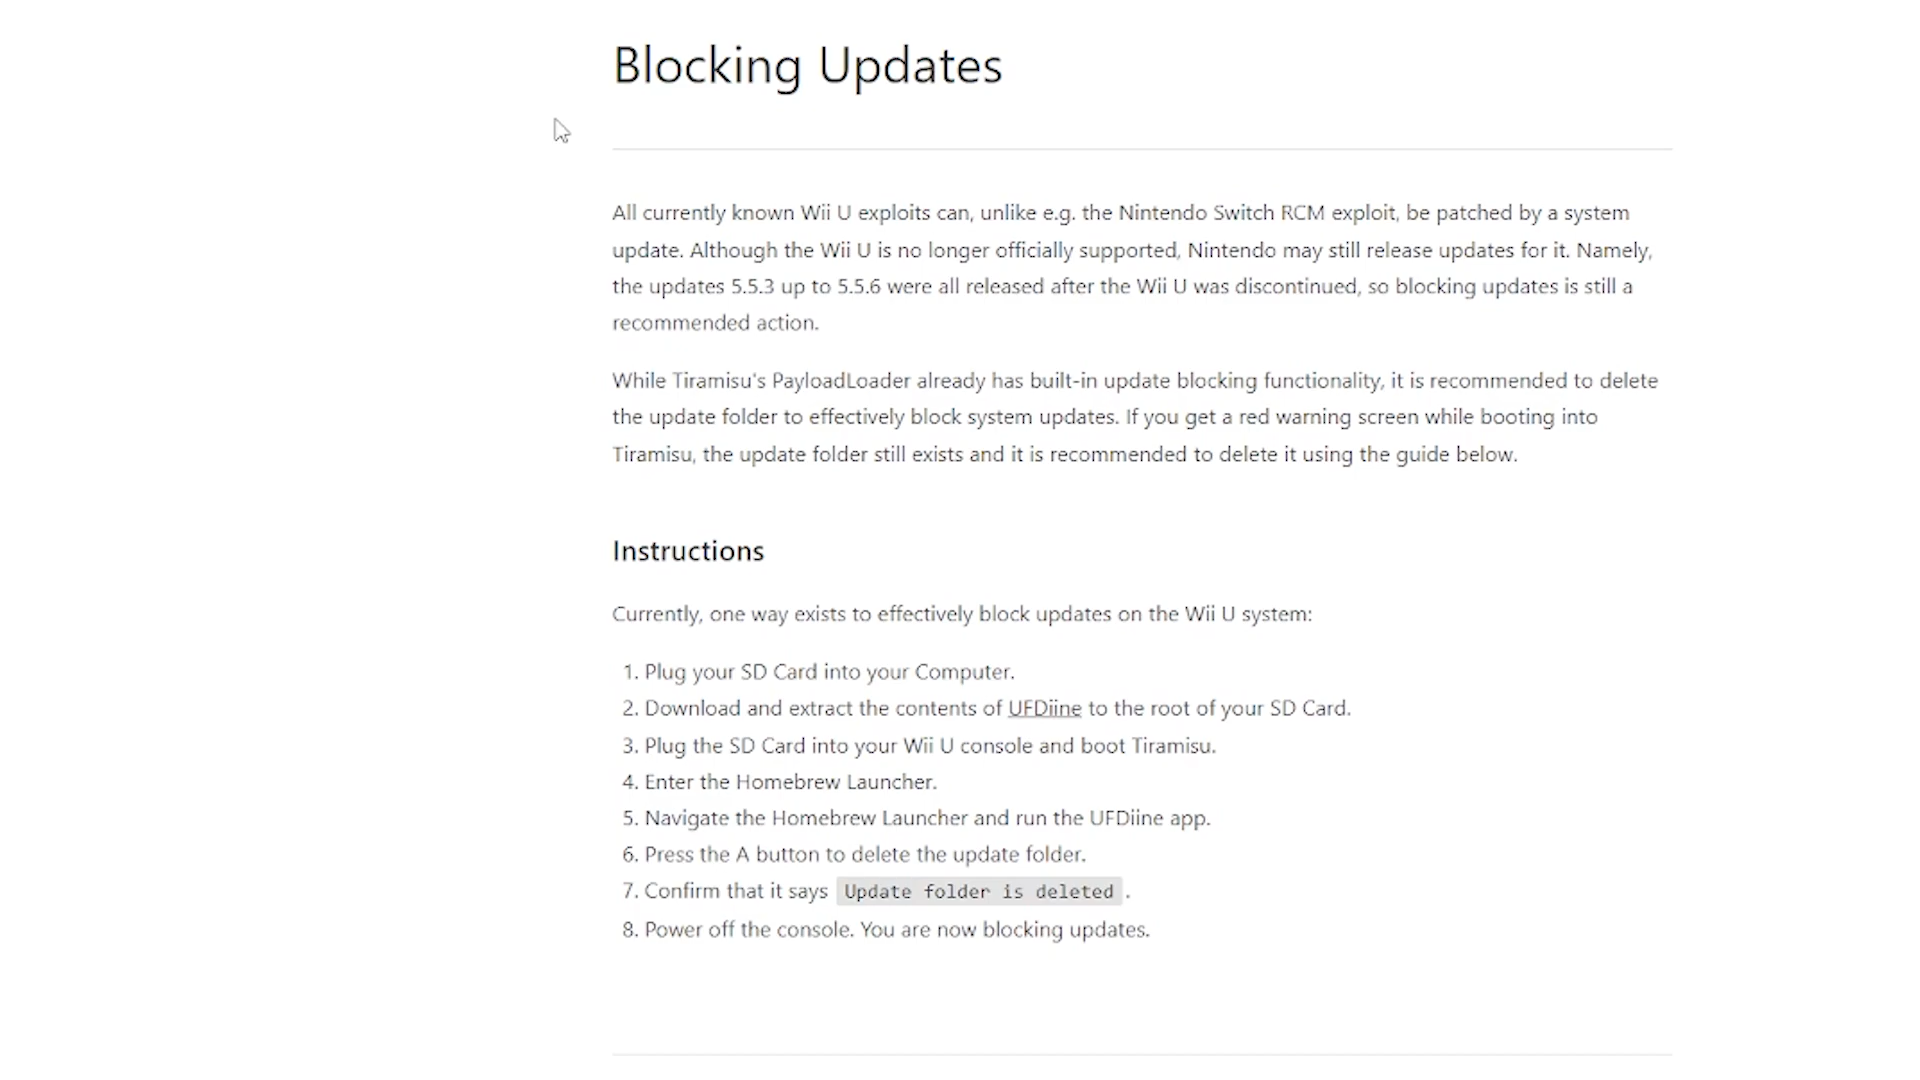 Blocking Updates
All currently known Wii U exploits can, unlike e.g. the Nintendo Switch RCM exploit, be patched by a system
update. Although the Wii U is no longer officially supported, Nintendo may still release updates for it. Namely,
the updates 5.5.3 up to 5.5.6 were all released after the Wii U was discontinued, so blocking updates is still a
recommended action.
While Tiramisu's PayloadLoader already has built-in update blocking functionality, it is recommended to delete
the update folder to effectively block system updates. If you get a red warning screen while booting into
Tiramisu, the update folder still exists and it is recommended to delete it using the guide below.
Instructions
Currently, one way exists to effectively block updates on the Wii U system:
1. Plug your SD Card into your Computer.
2. Download and extract the contents of UFDiine to the root of your SD Card.
3. Plug the SD Card into your Wii U console and boot Tiramisu.
4. Enter the Homebrew Launcher.
5. Navigate the Homebrew Launcher and run the UFDiine app.
6. Press the A button to delete the update folder.
7. Confirm that it says Update folder is deleted .
8. Power off the console. You are now blocking updates.